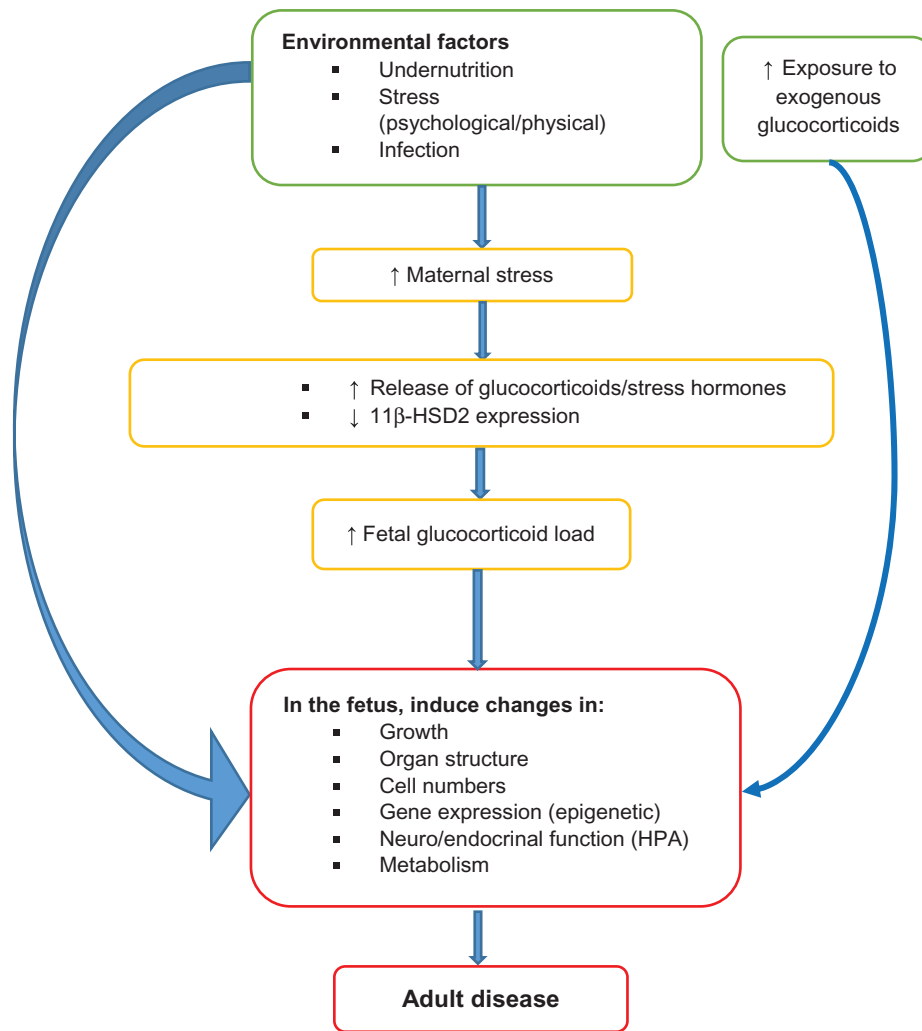 Environmental factors
▪ Undernutrition
▪ Stress
(psychological/physical)
▪ Infection
↑ Exposure to
exogenous
glucocorticoids
↑ Maternal stress
▪ ↑ Release of glucocorticoids/stress hormones
▪ ↓ 11β-HSD2 expression
↑ Fetal glucocorticoid load
In the fetus, induce changes in:
▪ Growth
▪ Organ structure
▪ Cell numbers
▪ Gene expression (epigenetic)
▪ Neuro/endocrinal function (HPA)
▪ Metabolism
Adult disease